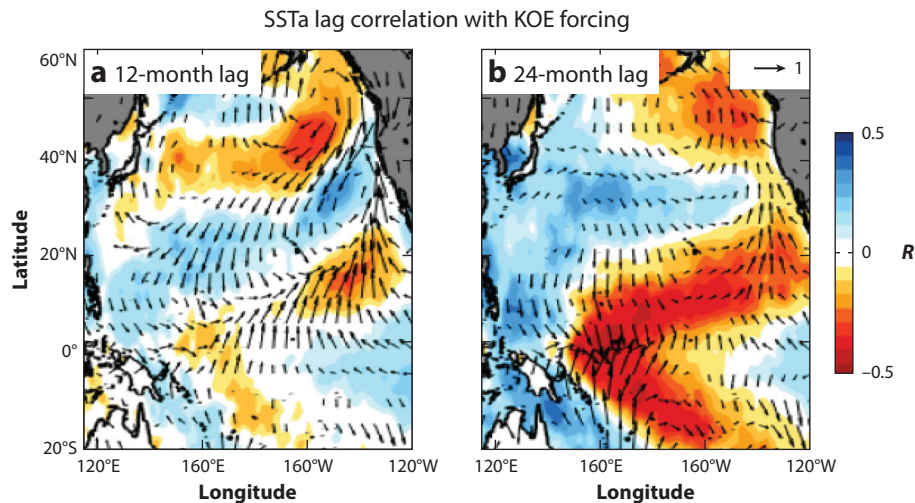 SSTa lag correlation with KOE forcing
a 12-month lag
b 24-month lag
1
60°N
40°N
20°N
0°
20°S
Latitude
120°E
160°E
160°W
120°W
Longitude
120°E
160°E
160°W
120°W
Longitude
0.5
0
R
–0.5